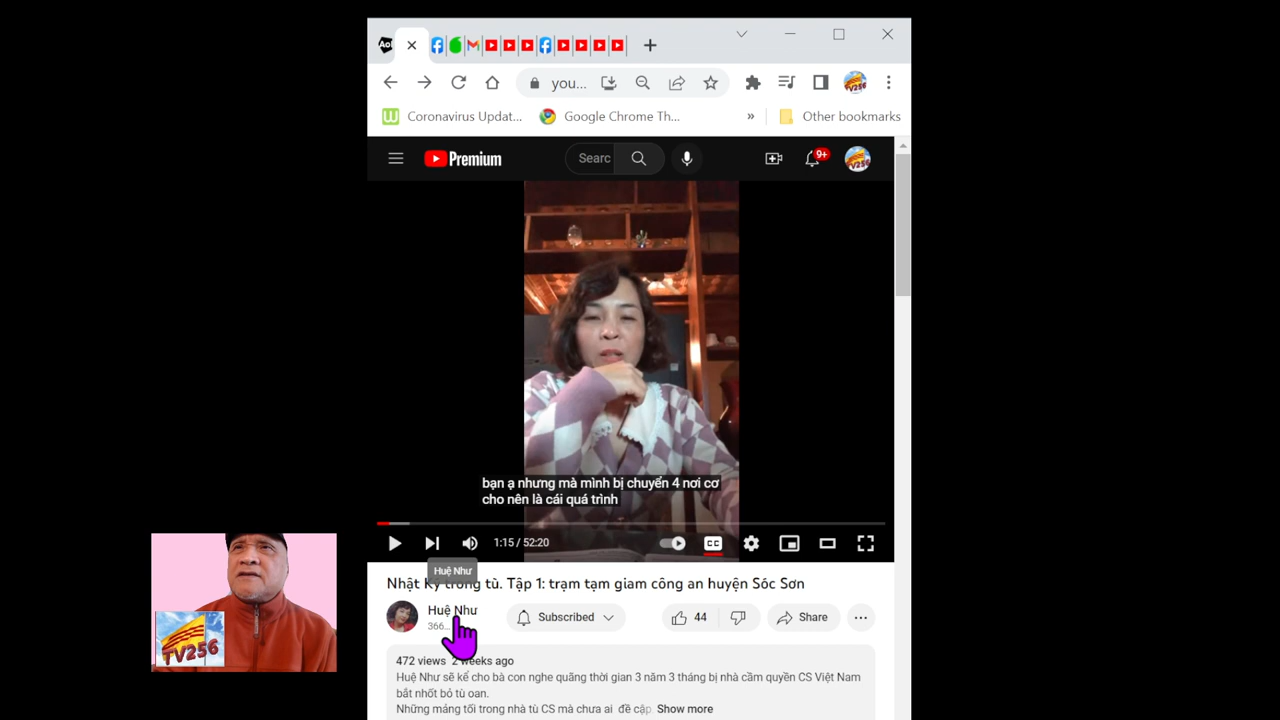 Aol
you...
Coronavirus Updat...
Google Chrome Th...
»
Other bookmarks
Premium
Searc
9+
bạn ạ nhưng mà mình bị chuyển 4 nơi cơ
cho nên là cái quá trình
1:15 / 52:20
CC
Huệ Như
Nhật Ký trong tù. Tập 1: trạm tạm giam công an huyện Sóc Sơn
Huệ Như
366...
Subscribed
44
Share
472 views 2 weeks ago
Huệ Như sẽ kể cho bà con nghe quãng thời gian 3 năm 3 tháng bị nhà cầm quyền CS Việt Nam
bắt nhốt bỏ tù oan.
Những mảng tối trong nhà tù CS mà chưa ai đề cập. Show more
TV256